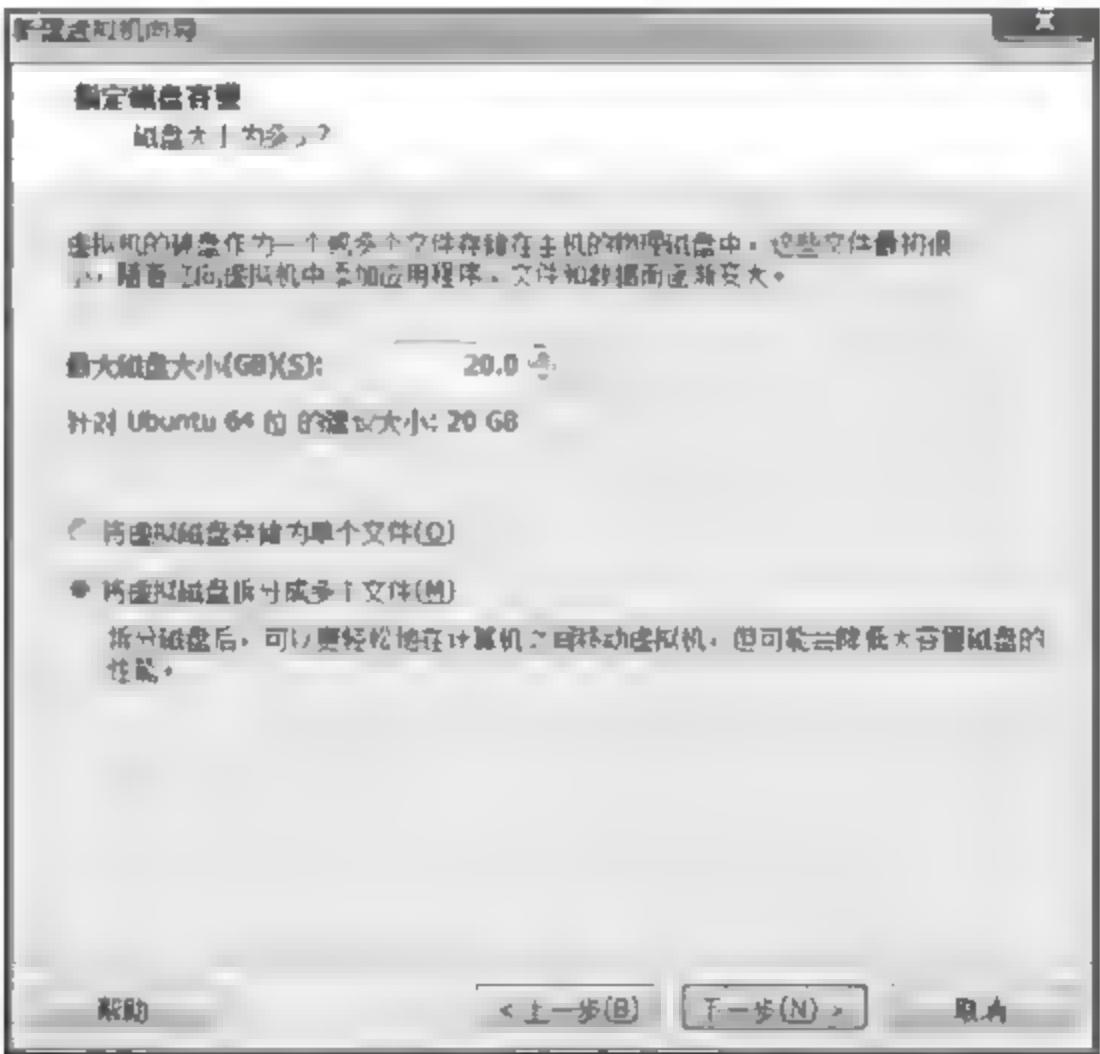 新建虚拟机向导
指定磁盘容量
磁盘大小为多少?
虚拟机的硬盘作为一个或多个文件存储在主机的物理磁盘中。这些文件最初很
小，随着您向虚拟机中添加应用程序、文件和数据而逐渐变大。
最大磁盘大小(GB)(S):
20.0
针对 Ubuntu 64 位 的建议大小: 20 GB
将虚拟磁盘存储为单个文件(O)
将虚拟磁盘拆分成多个文件(M)
拆分磁盘后，可以更轻松地在计算机之间移动虚拟机，但可能会降低大容量磁盘的
性能。
帮助
< 上一步(B)
下一步(N) >
取消